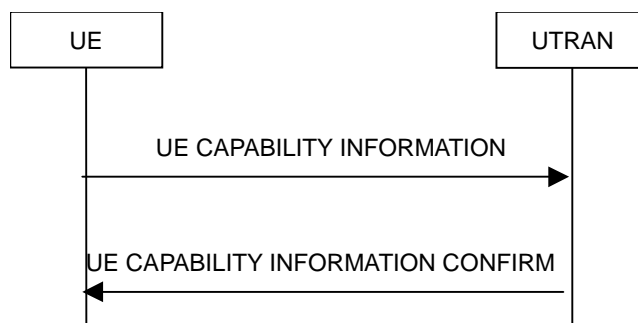 UE
UTRAN
UE CAPABILITY INFORMATION
UE CAPABILITY INFORMATION CONFIRM